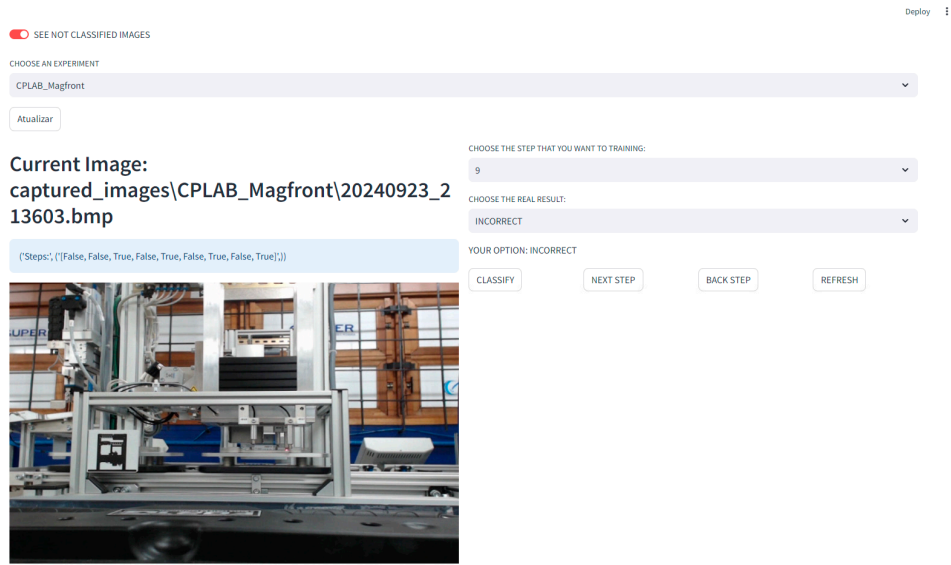 Deploy
SEE NOT CLASSIFIED IMAGES
CHOOSE AN EXPERIMENT
CPLAB_Magfront
Atualizar
Current Image:
captured_images\CPLAB_Magfront\20240923_2
13603.bmp
('Steps:', ('[False, False, True, False, True, False, True, False, True]',))
CHOOSE THE STEP THAT YOU WANT TO TRAINING:
9
CHOOSE THE REAL RESULT:
INCORRECT
YOUR OPTION: INCORRECT
CLASSIFY
NEXT STEP
BACK STEP
REFRESH